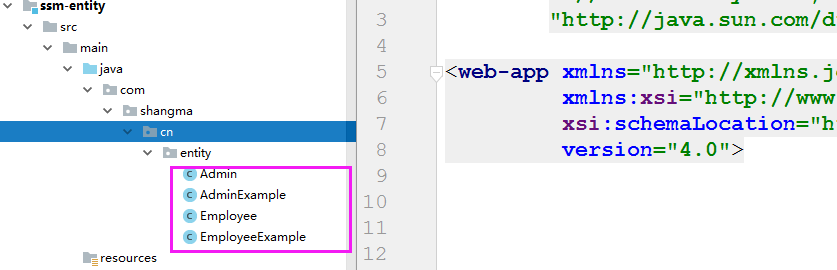 ssm-entity
src
main
java
com
shangma
cn
entity
Admin
AdminExample
Employee
EmployeeExample
resources
3 "http://java.sun.com/d
4
5 <web-app xmlns="http://xmlns.j
6 xmlns:xsi="http://www
7 xsi:schemaLocation="h
8 version="4.0">
9
10
11
12